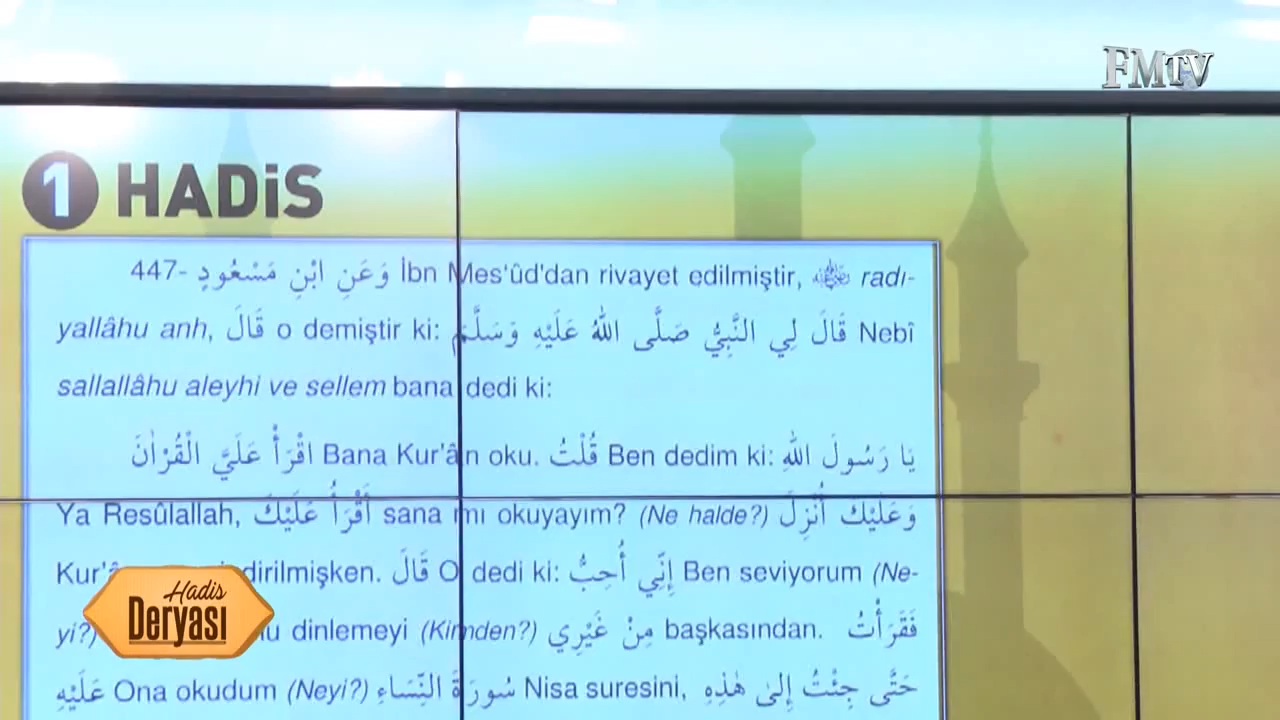 FMTV
1 HADİS
447- وَعَنِ ابْنِ مَسْعُودٍ İbn Mes'ûd'dan rivayet edilmiştir, ﷺ radı-
yallâhu anh, قَالَ o demiştir ki: قَالَ لِي النَّبِيُّ صَلَّى اللهُ عَلَيْهِ وَسَلَّمَ Nebî
sallallâhu aleyhi ve sellem bana dedi ki:
اقْرَأْ عَلَيَّ الْقُرْاٰنَ Bana Kur'ân oku. قُلْتُ Ben dedim ki: يَا رَسُولَ اللهِ
Ya Resûlallah, أَقْرَأُ عَلَيْكَ sana mı okuyayım? (Ne halde?) وَعَلَيْكَ أُنْزِلَ
dirilmişken. قَالَ O dedi ki: إِنِّي أُحِبُّ Ben seviyorum (Ne-
yi?) dinlemeyi (Kimden?) مِنْ غَيْرِي başkasından. فَقَرَأْتُ
عَلَيْهِ Ona okudum (Neyi?) سُورَةَ النِّسَاءِ Nisa suresini, حَتَّى جِئْتُ إِلىٰ هٰذِهِ
Hadis
Deryası